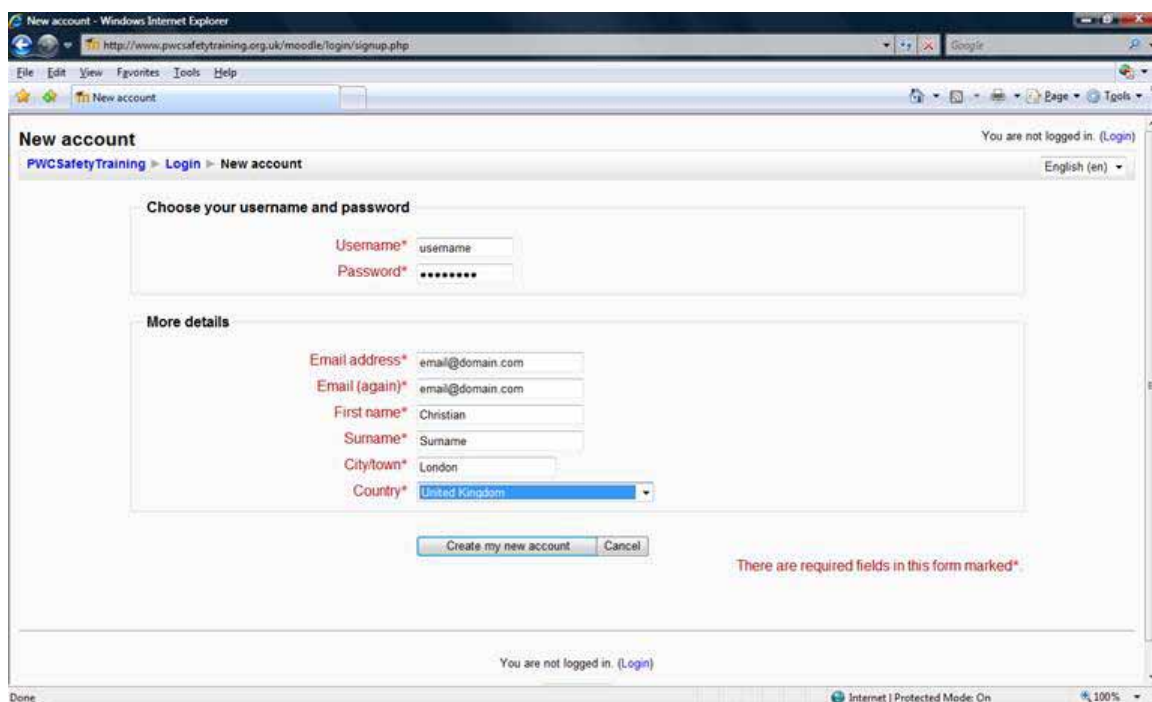 New account - Windows Internet Explorer
http://www.pwcsafetytraining.org.uk/moodle/login/signup.php
Google
File Edit View Favorites Tools Help
New account
Page Tools
New account
You are not logged in. (Login)
PWCSafetyTraining Login New account
English (en)
Choose your username and password
Username* username
Password* ••••••••
More details
Email address* email@domain.com
Email (again)* email@domain.com
First name* Christian
Surname* Surname
City/town* London
Country* United Kingdom
Create my new account Cancel
There are required fields in this form marked*.
You are not logged in. (Login)
Done
Internet | Protected Mode: On
100%